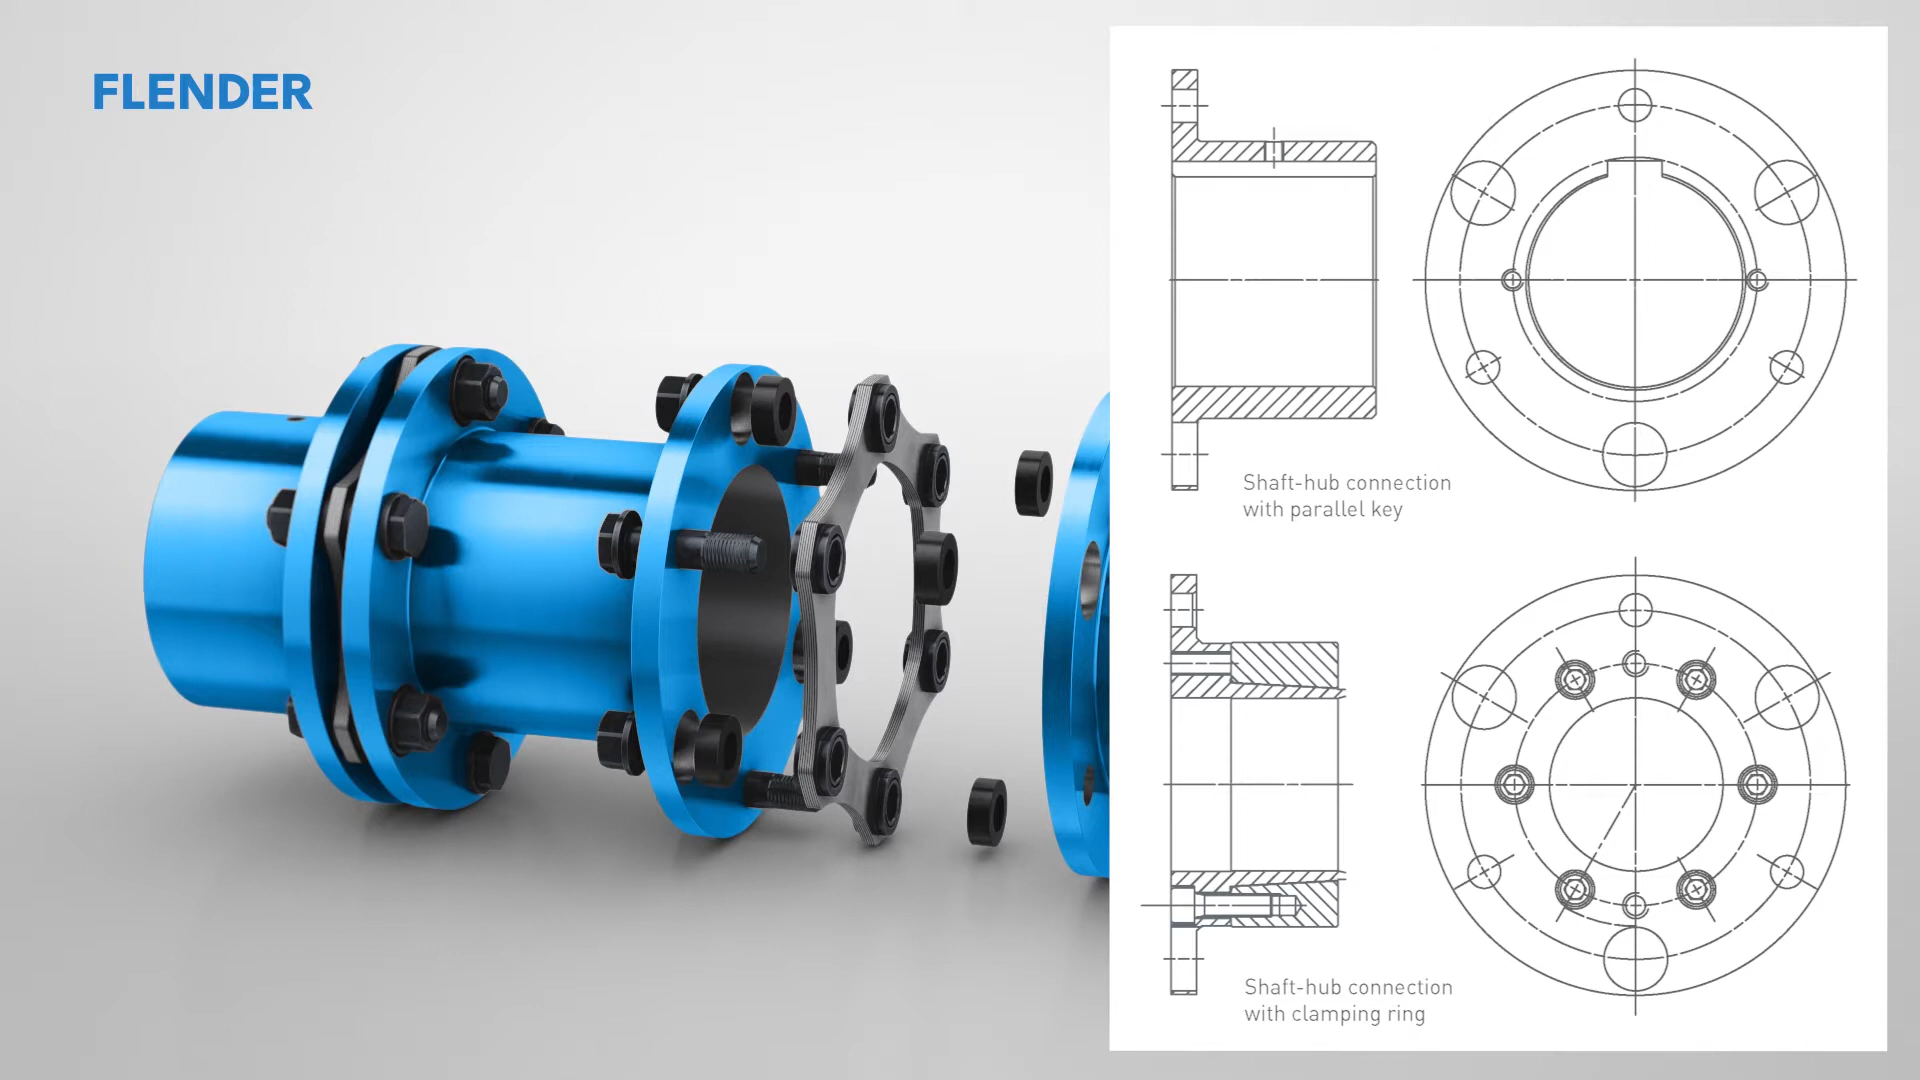 FLENDER
Shaft-hub connection
with parallel key
Shaft-hub connection
with clamping ring